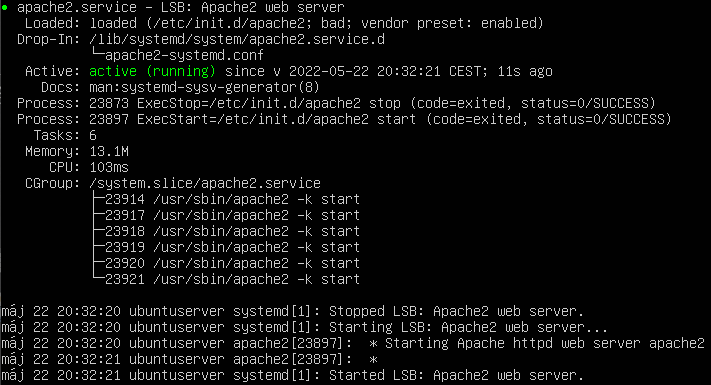 ● apache2.service - LSB: Apache2 web server
   Loaded: loaded (/etc/init.d/apache2; bad; vendor preset: enabled)
  Drop-In: /lib/systemd/system/apache2.service.d
           └─apache2-systemd.conf
   Active: active (running) since v 2022-05-22 20:32:21 CEST; 11s ago
     Docs: man:systemd-sysv-generator(8)
  Process: 23873 ExecStop=/etc/init.d/apache2 stop (code=exited, status=0/SUCCESS)
  Process: 23897 ExecStart=/etc/init.d/apache2 start (code=exited, status=0/SUCCESS)
    Tasks: 6
   Memory: 13.1M
      CPU: 103ms
   CGroup: /system.slice/apache2.service
           ├─23914 /usr/sbin/apache2 -k start
           ├─23917 /usr/sbin/apache2 -k start
           ├─23918 /usr/sbin/apache2 -k start
           ├─23919 /usr/sbin/apache2 -k start
           ├─23920 /usr/sbin/apache2 -k start
           └─23921 /usr/sbin/apache2 -k start
máj 22 20:32:20 ubuntuserver systemd[1]: Stopped LSB: Apache2 web server.
máj 22 20:32:20 ubuntuserver systemd[1]: Starting LSB: Apache2 web server...
máj 22 20:32:20 ubuntuserver apache2[23897]:  * Starting Apache httpd web server apache2
máj 22 20:32:21 ubuntuserver apache2[23897]:  *
máj 22 20:32:21 ubuntuserver systemd[1]: Started LSB: Apache2 web server.